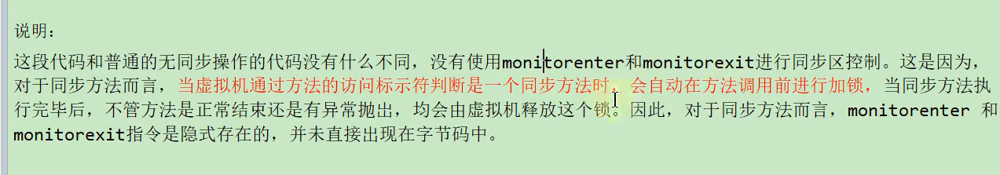 说明：
这段代码和普通的无同步操作的代码没有什么不同，没有使用monitorenter和monitorexit进行同步区控制。这是因为，
对于同步方法而言，当虚拟机通过方法的访问标示符判断是一个同步方法时，会自动在方法调用前进行加锁，当同步方法执
行完毕后，不管方法是正常结束还是有异常抛出，均会由虚拟机释放这个锁。因此，对于同步方法而言，monitorenter 和
monitorexit指令是隐式存在的，并未直接出现在字节码中。